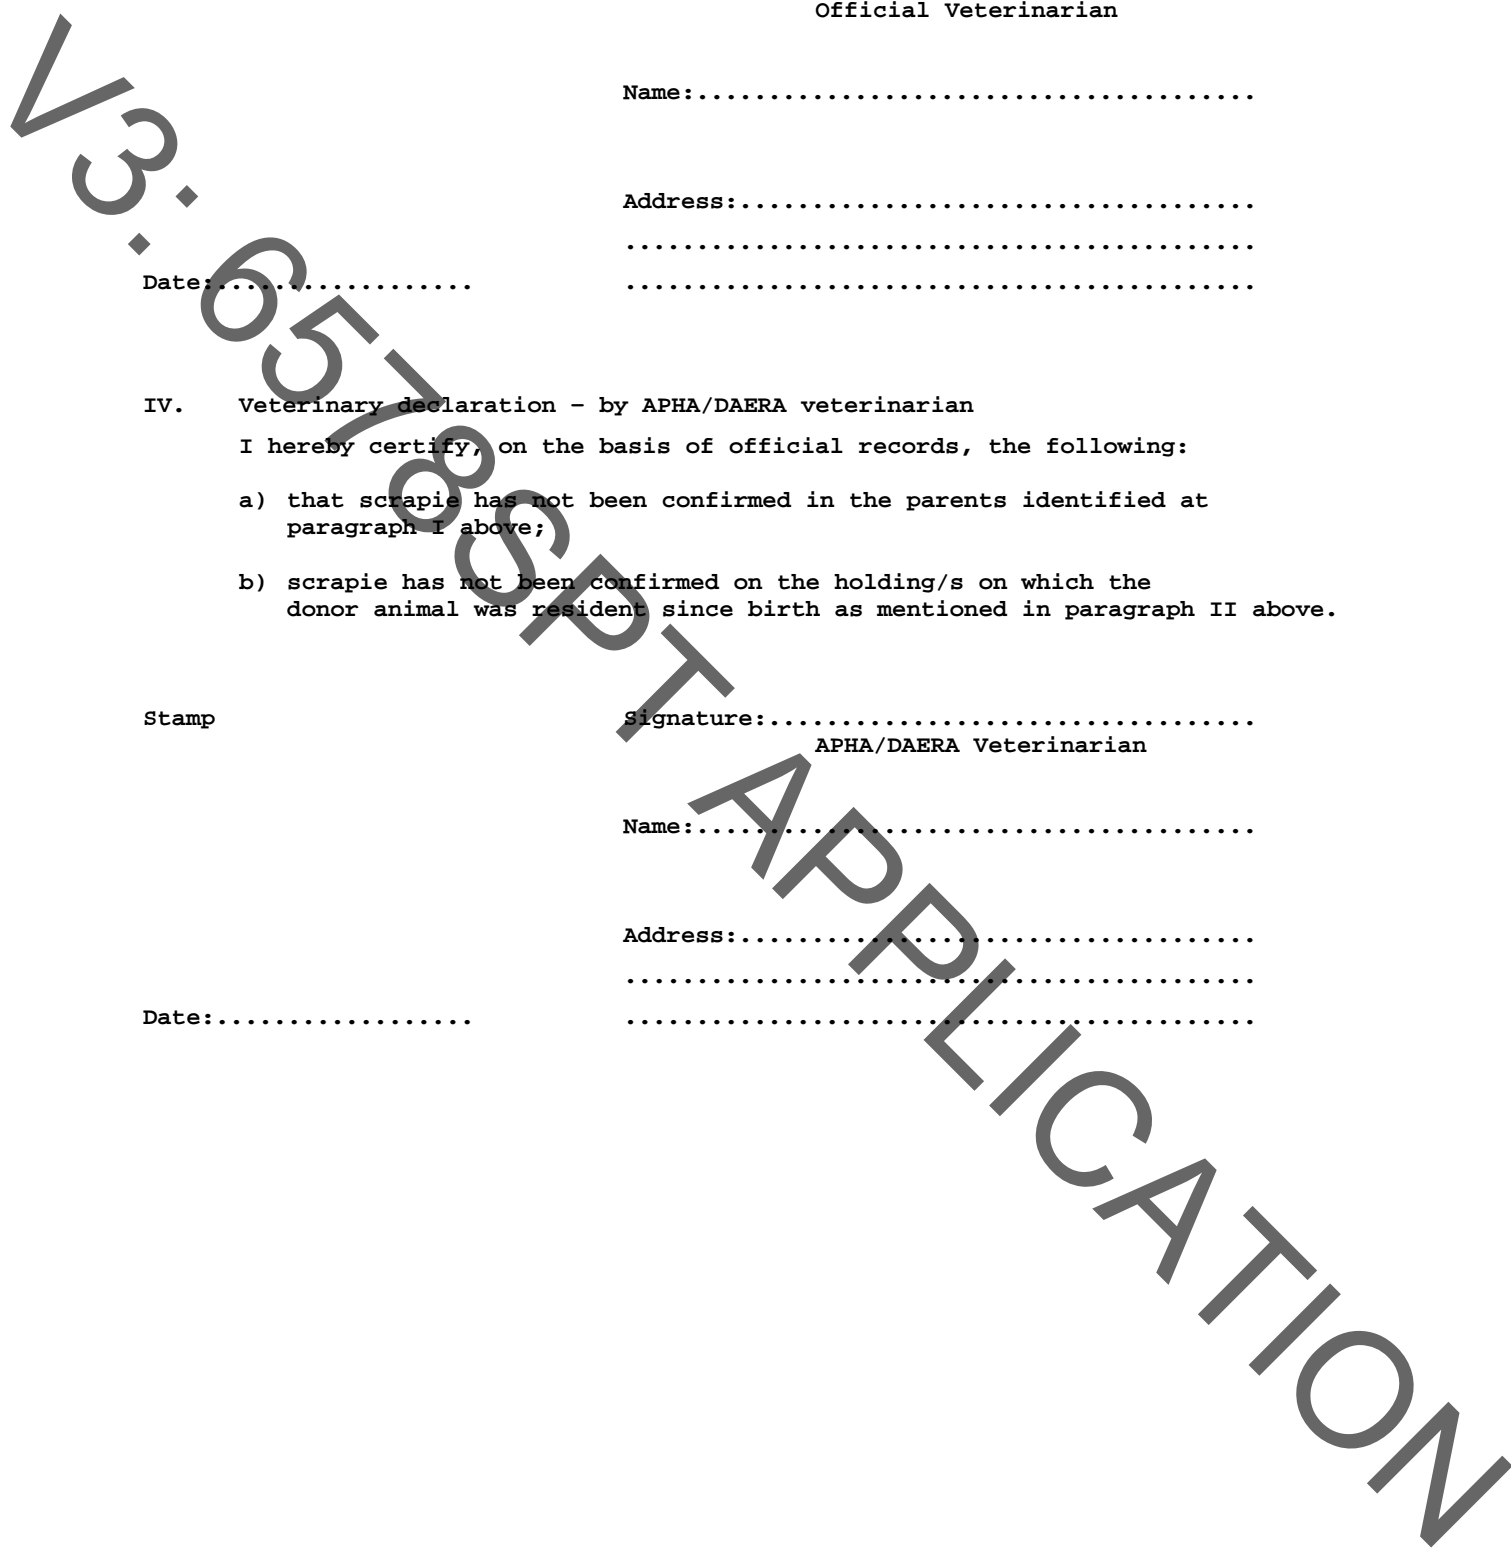 Official Veterinarian
Name:.......................................
Address:....................................
............................................
Date:.................. ............................................
IV. Veterinary declaration – by APHA/DAERA veterinarian
I hereby certify, on the basis of official records, the following:
a) that scrapie has not been confirmed in the parents identified at
paragraph I above;
b) scrapie has not been confirmed on the holding/s on which the
donor animal was resident since birth as mentioned in paragraph II above.
Stamp Signature:..................................
APHA/DAERA Veterinarian
Name:.......................................
Address:....................................
............................................
Date:.................. ............................................
V3: 6578SPT APPLICATION